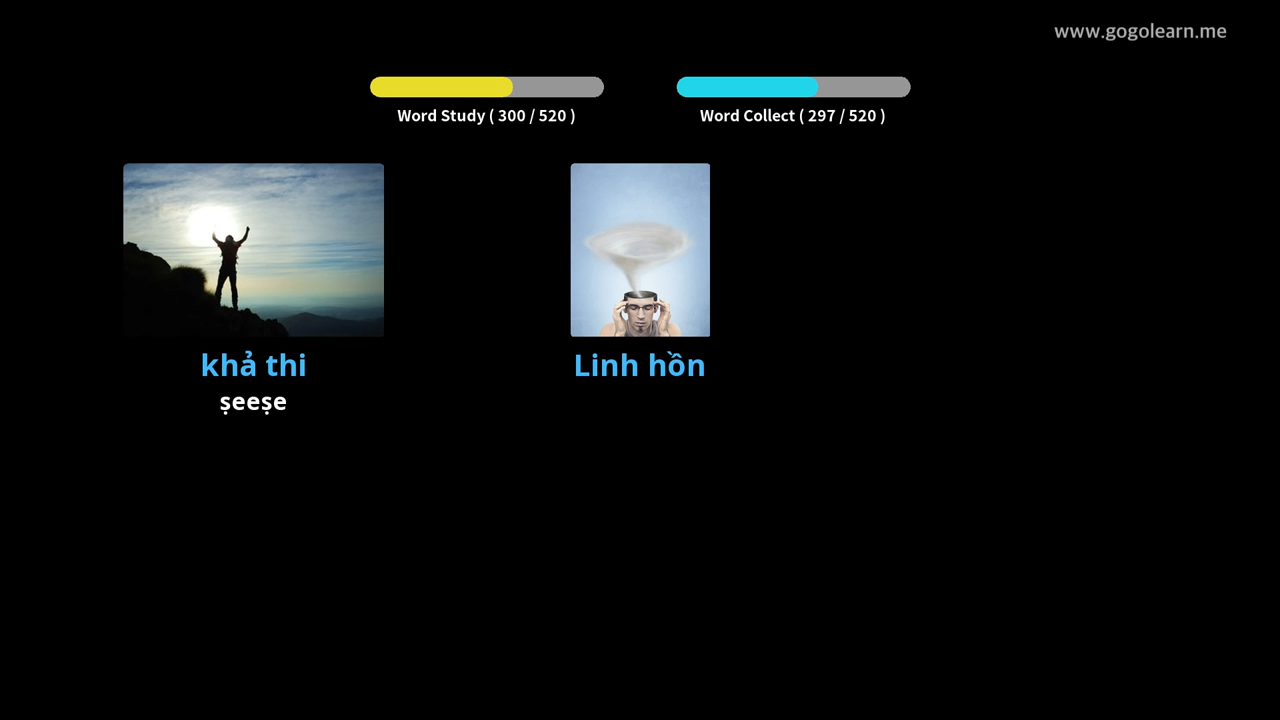 www.gogolearn.me
Word Study ( 300 / 520 )
Word Collect ( 297 / 520 )
khả thi
ṣeeṣe
Linh hồn